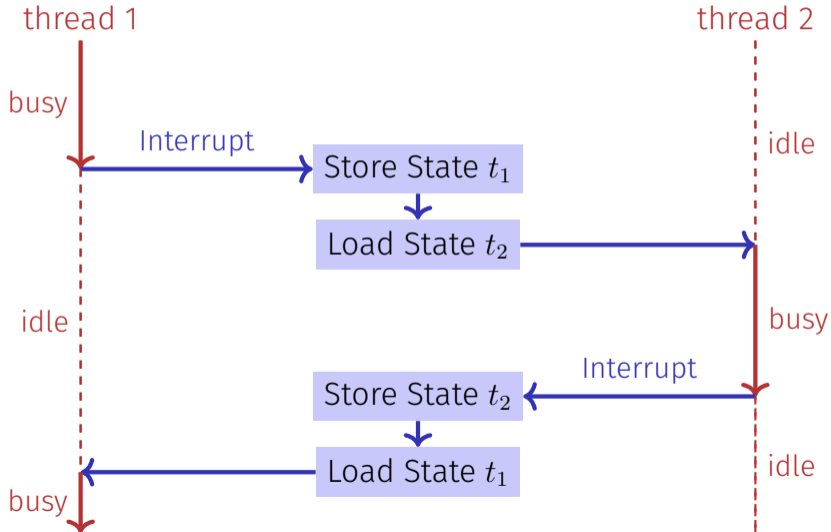 thread 1
thread 2
busy
Interrupt
idle
Store State t₁
Load State t₂
idle
busy
Interrupt
Store State t₂
Load State t₁
idle
busy